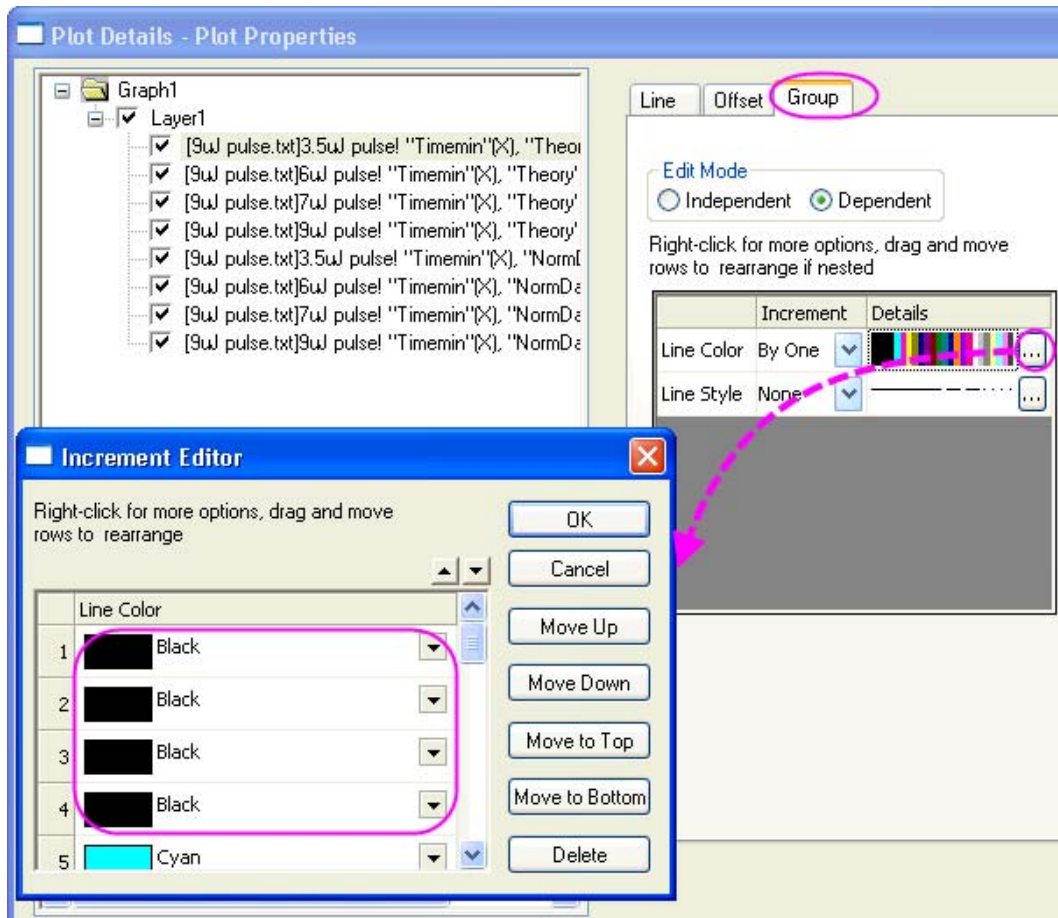 Plot Details - Plot Properties
Graph1
Layer1
[9uJ pulse.txt]3.5uJ pulse! "Timemin"(X), "Theor
[9uJ pulse.txt]6uJ pulse! "Timemin"(X), "Theory"
[9uJ pulse.txt]7uJ pulse! "Timemin"(X), "Theory"
[9uJ pulse.txt]9uJ pulse! "Timemin"(X), "Theory"
[9uJ pulse.txt]3.5uJ pulse! "Timemin"(X), "NormD
[9uJ pulse.txt]6uJ pulse! "Timemin"(X), "NormDa
[9uJ pulse.txt]7uJ pulse! "Timemin"(X), "NormDa
[9uJ pulse.txt]9uJ pulse! "Timemin"(X), "NormDa
Line Offset Group
Edit Mode
Independent Dependent
Right-click for more options, drag and move
rows to rearrange if nested
Increment Details
Line Color By One ...
Line Style None ...
Increment Editor
Right-click for more options, drag and move
rows to rearrange
Line Color
1 Black
2 Black
3 Black
4 Black
5 Cyan
OK
Cancel
Move Up
Move Down
Move to Top
Move to Bottom
Delete